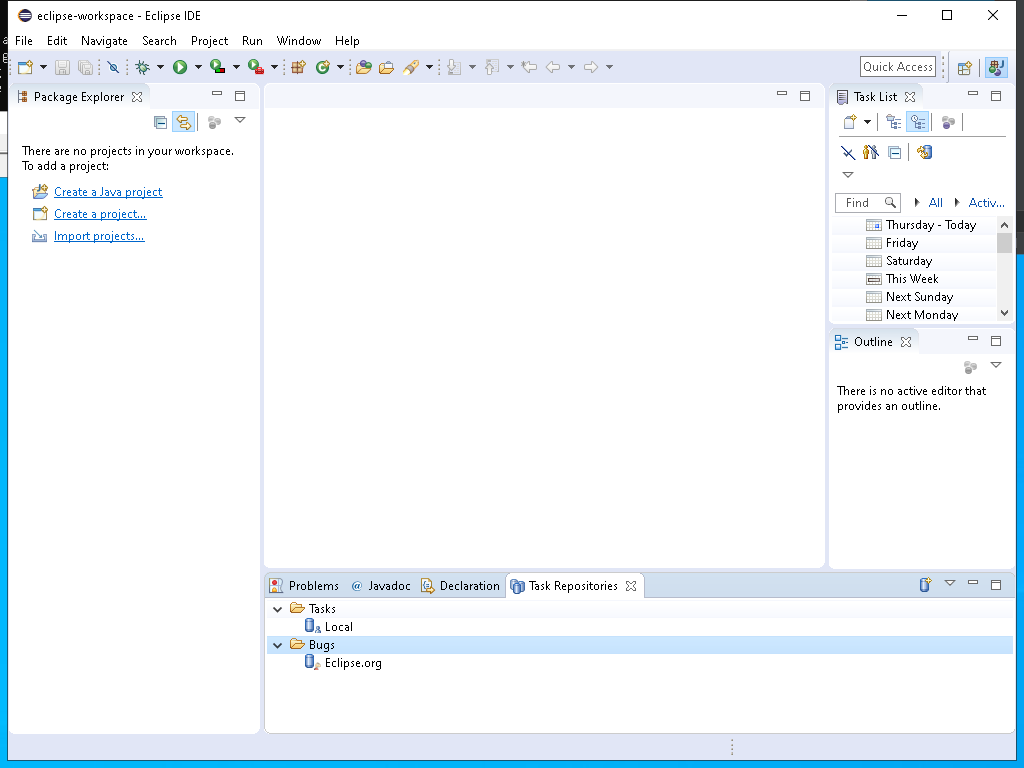 eclipse-workspace - Eclipse IDE
File Edit Navigate Search Project Run Window Help
Quick Access
Package Explorer
There are no projects in your workspace.
To add a project:
Create a Java project
Create a project...
Import projects...
Task List
Find All Activ...
Thursday - Today
Friday
Saturday
This Week
Next Sunday
Next Monday
Outline
There is no active editor that
provides an outline.
Problems @ Javadoc Declaration Task Repositories
Tasks
Local
Bugs
Eclipse.org